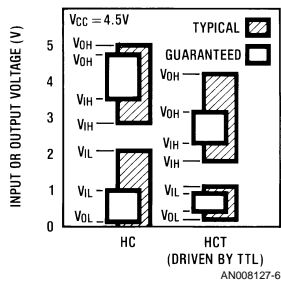 VCC = 4.5V
TYPICAL
GUARANTEED
INPUT OR OUTPUT VOLTAGE (V)
5
4
3
2
1
0
VOH
VOH
VIH
VIH
VIL
VIL
VOL
HC
VOH
VOH
VIH
VIH
VIL
VOL
HCT
(DRIVEN BY TTL)
AN008127-6